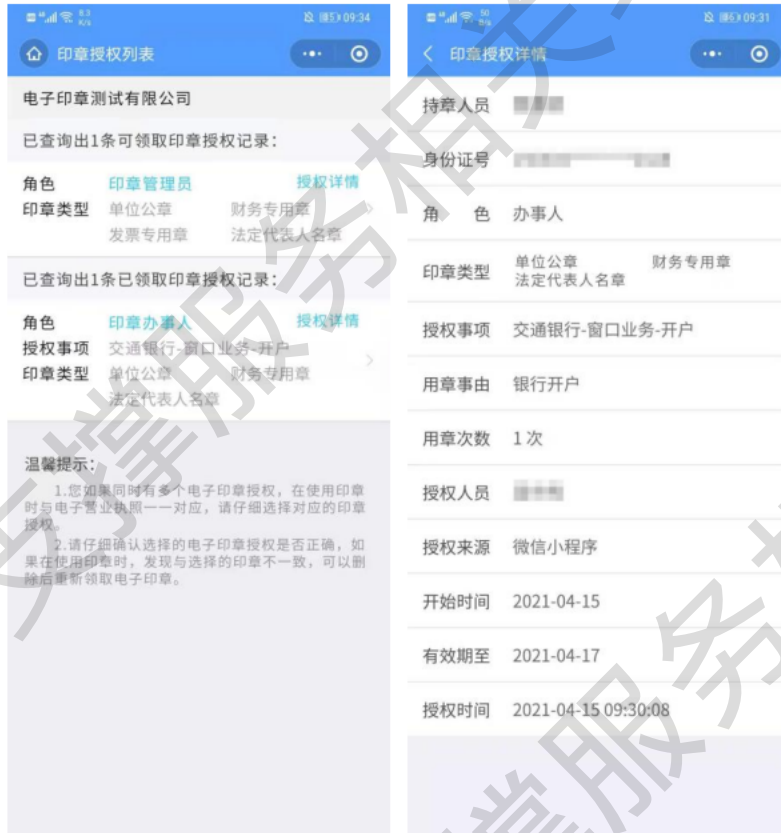 8.3 K/s
09:34
印章授权列表
电子印章测试有限公司
已查询出1条可领取印章授权记录：
角色 印章管理员 授权详情
印章类型 单位公章 财务专用章
发票专用章 法定代表人名章
已查询出1条已领取印章授权记录：
角色 印章办事人 授权详情
授权事项 交通银行-窗口业务-开户
印章类型 单位公章 财务专用章
法定代表人名章
温馨提示：
1.您如果同时有多个电子印章授权，在使用印章
时与电子营业执照一一对应，请仔细选择对应的印章
授权。
2.请仔细确认选择的电子印章授权是否正确，如
果在使用印章时，发现与选择的印章不一致，可以删
除后重新领取电子印章。
50 B/s
09:31
印章授权详情
持章人员
身份证号
角 色 办事人
印章类型 单位公章 财务专用章
法定代表人名章
授权事项 交通银行-窗口业务-开户
用章事由 银行开户
用章次数 1 次
授权人员
授权来源 微信小程序
开始时间 2021-04-15
有效期至 2021-04-17
授权时间 2021-04-15 09:30:08
支撑服务相关